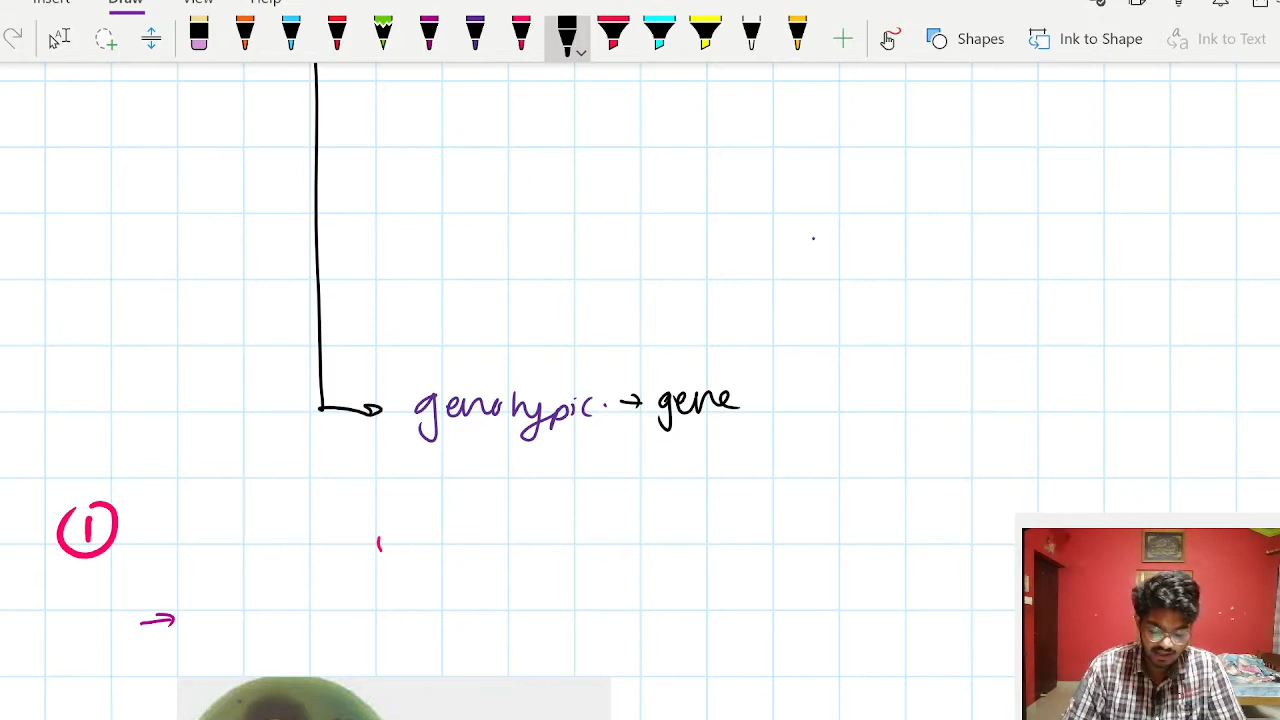 Insert Draw View Help
Shapes Ink to Shape Ink to Text
genotypic. → gene
①
→